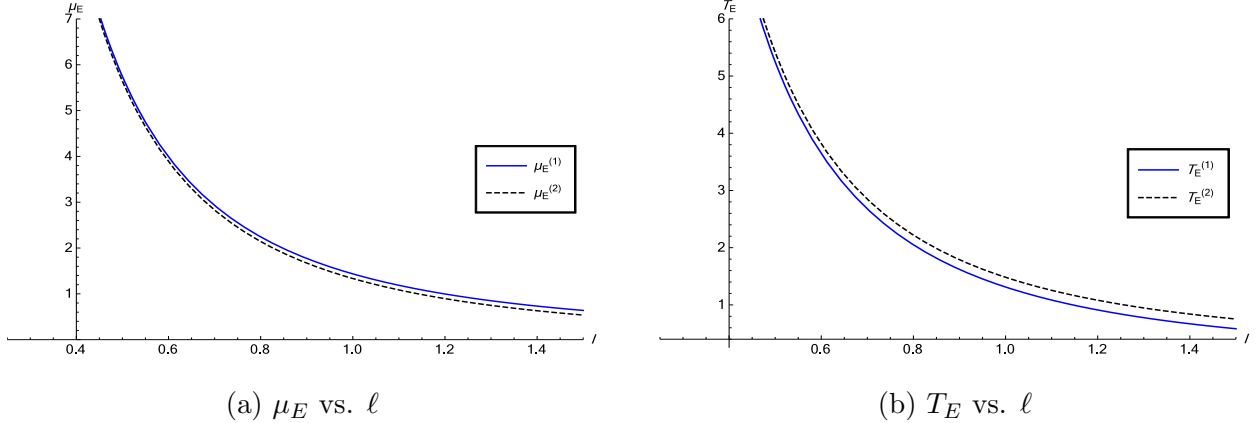 μE
7
6
5
4
3
2
1
0.4 0.6 0.8 1.0 1.2 1.4 l
μE(1)
μE(2)
(a) μE vs. ℓ
TE
6
5
4
3
2
1
0.6 0.8 1.0 1.2 1.4 l
TE(1)
TE(2)
(b) TE vs. ℓ